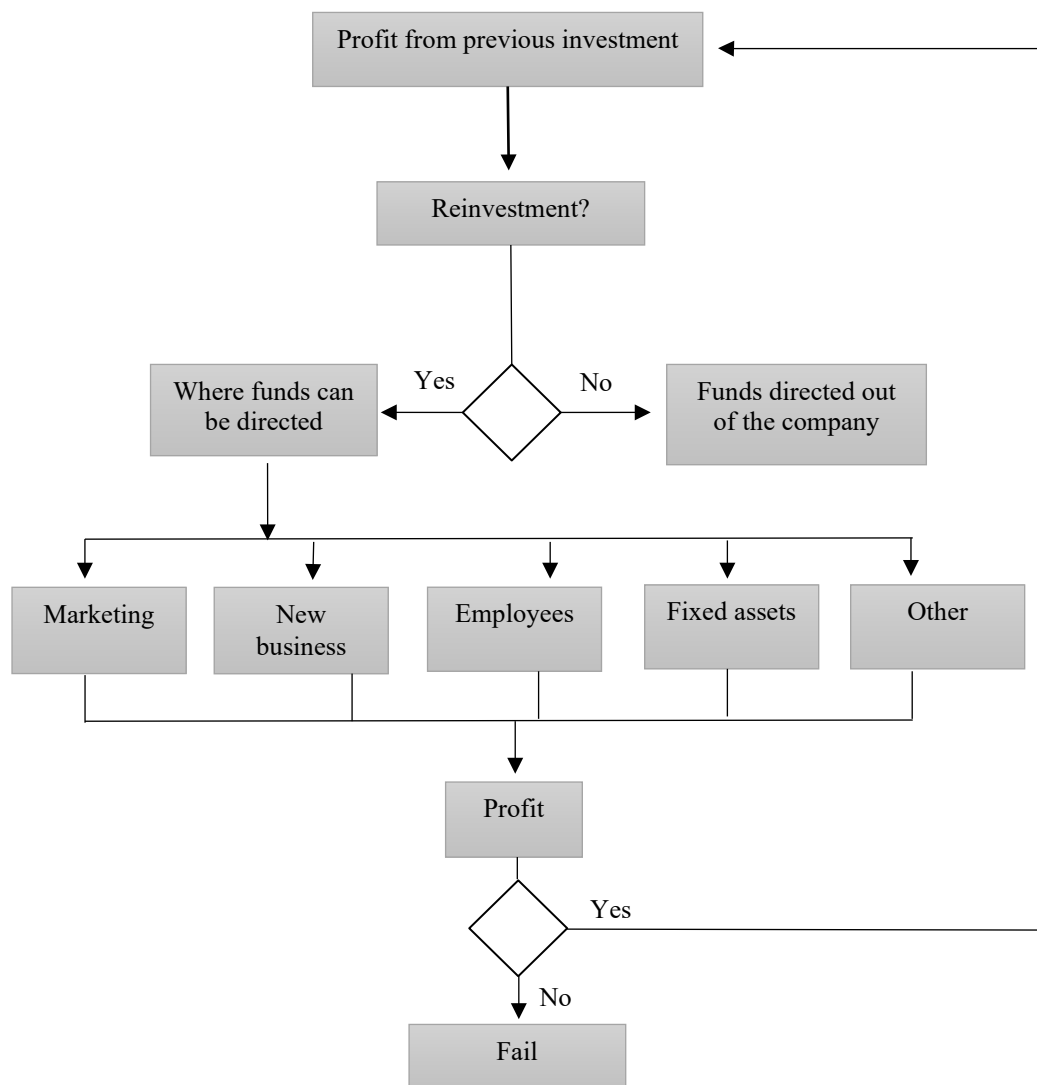 Profit from previous investment
Reinvestment?
Where funds can
be directed
Yes
No
Funds directed out
of the company
Marketing
New
business
Employees
Fixed assets
Other
Profit
Yes
No
Fail